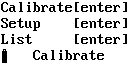 Calibrate[enter]
Setup    [enter]
List     [enter]
Calibrate